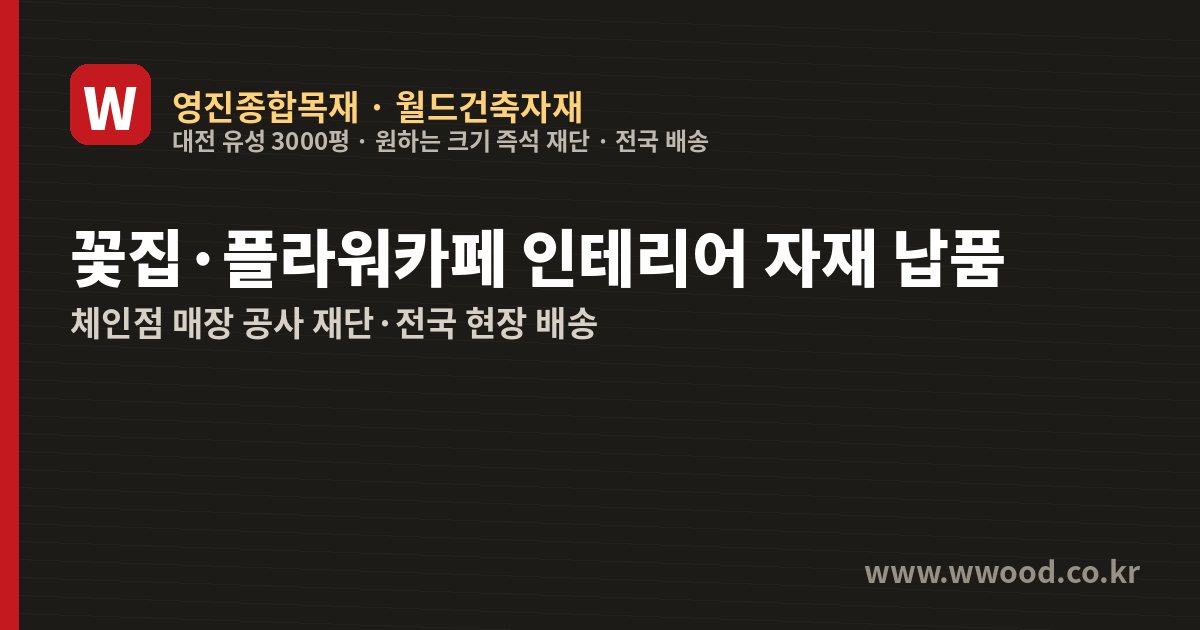 W
영진종합목재 · 월드건축자재
대전 유성 3000평 · 원하는 크기 즉석 재단 · 전국 배송
꽃집·플라워카페 인테리어 자재 납품
체인점 매장 공사 재단·전국 현장 배송
www.wwood.co.kr